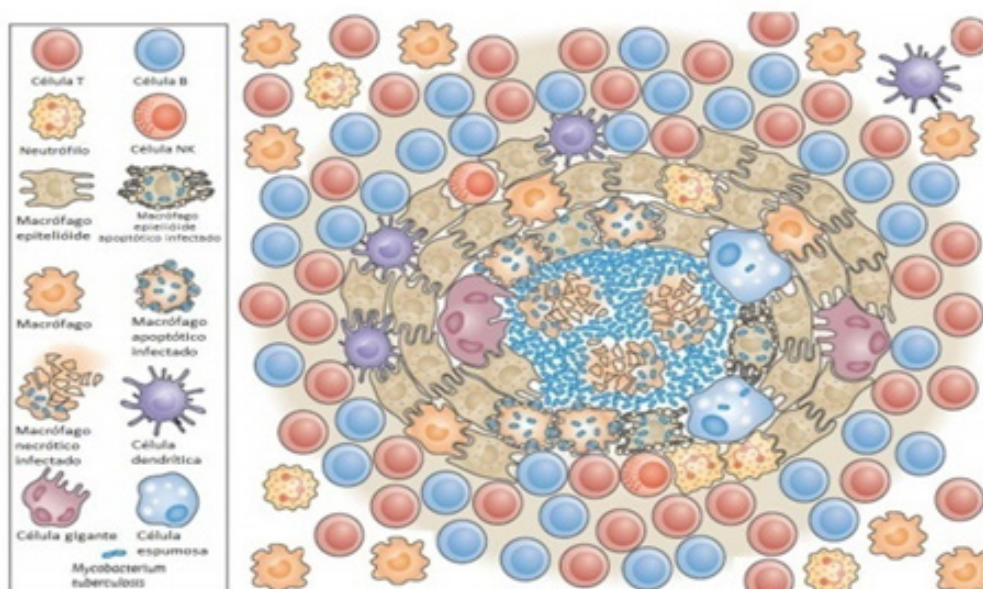 Célula T
Célula B
Neutrófilo
Célula NK
Macrófago
epitelióide
Macrófago
epitelióide
apoptótico infectado
Macrófago
Macrófago
apoptótico
infectado
Macrófago
necrótico
infectado
Célula
dendrítica
Célula gigante
Célula
espumosa
Mycobacterium
tuberculosis